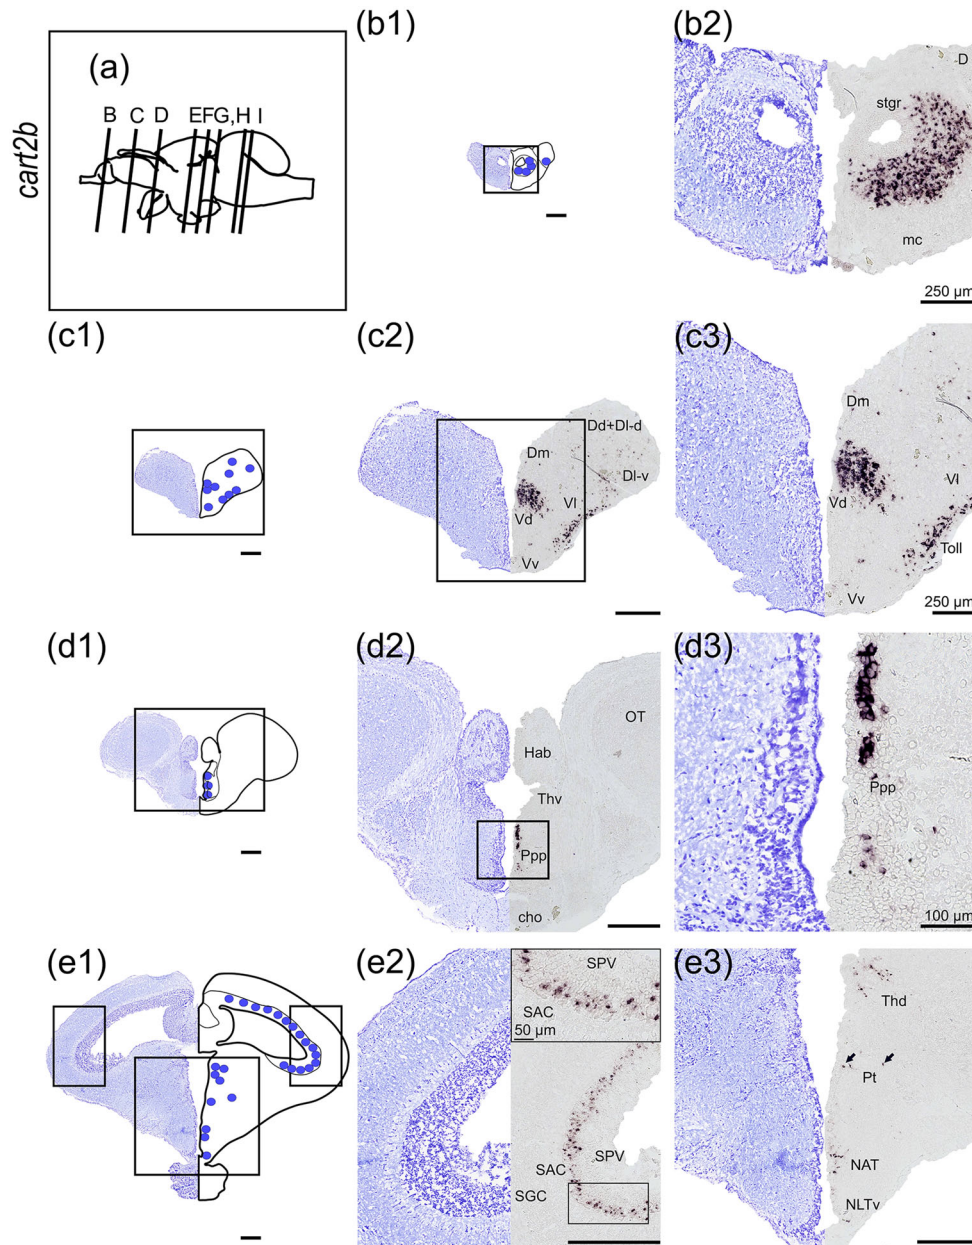 cart2b
(a)
B C D EFG,H I
(b1)
(b2)
D
stgr
mc
250 µm
(c1)
(c2)
Dd+Dl-d
Dm
Dl-v
Vl
Vd
Vv
(c3)
Dm
Vl
Vd
Toll
Vv
250 µm
(d1)
(d2)
OT
Hab
Thv
Ppp
cho
(d3)
Ppp
100 µm
(e1)
(e2)
SPV
SAC
50 µm
SPV
SAC
SGC
(e3)
Thd
Pt
NAT
NLTv